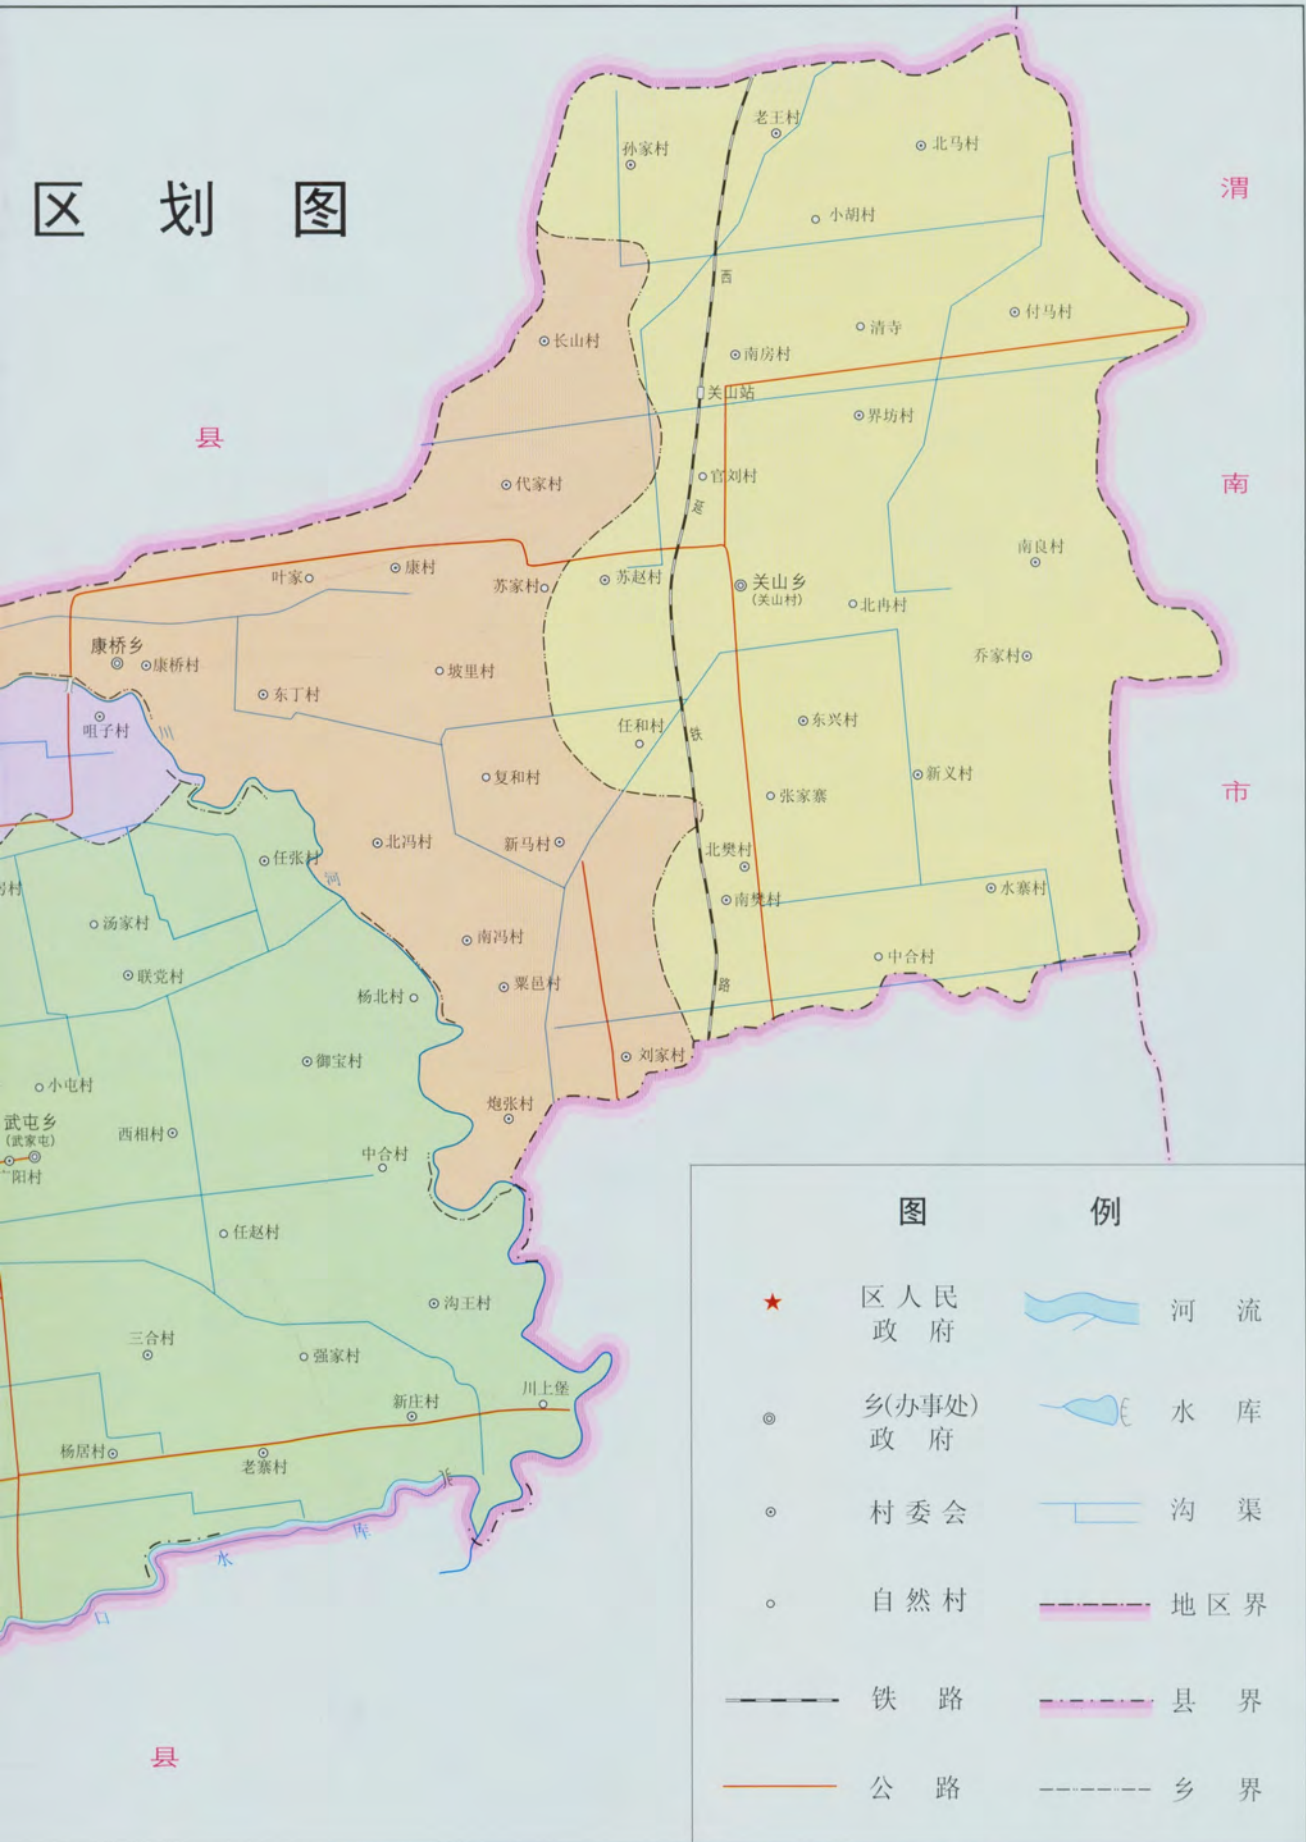 区划图
老王村
孙家村
北马村
渭
小胡村
西
付马村
清寺
长山村
南房村
关山站
县
界坊村
官刘村
代家村
南
延
南良村
康村
叶家
苏赵村
苏家村
关山乡
(关山村)
北冉村
康桥乡
康桥村
乔家村
坡里村
东丁村
咀子村
川
任和村
东兴村
铁
复和村
新义村
张家寨
市
北冯村
新马村
北樊村
任张村
河
水寨村
南樊村
汤家村
南冯村
中合村
联党村
粟邑村
路
杨北村
刘家村
御宝村
小屯村
炮张村
武屯乡
(武家屯)
西相村
中合村
阳村
任赵村
沟王村
三合村
强家村
川上堡
新庄村
杨居村
老寨村
库
水
口
县
图例
区人民
政府
河流
乡(办事处)
政府
水库
村委会
沟渠
自然村
地区界
铁路
县界
公路
乡界